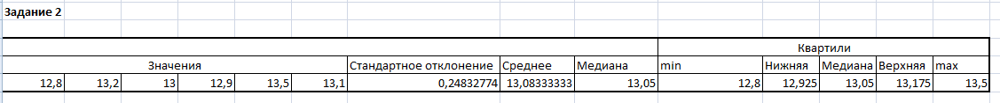 Задание 2
Квартили
Значения Стандартное отклонение Среднее Медиана min Нижняя Медиана Верхняя max
12,8 13,2 13 12,9 13,5 13,1 0,24832774 13,08333333 13,05 12,8 12,925 13,05 13,175 13,5